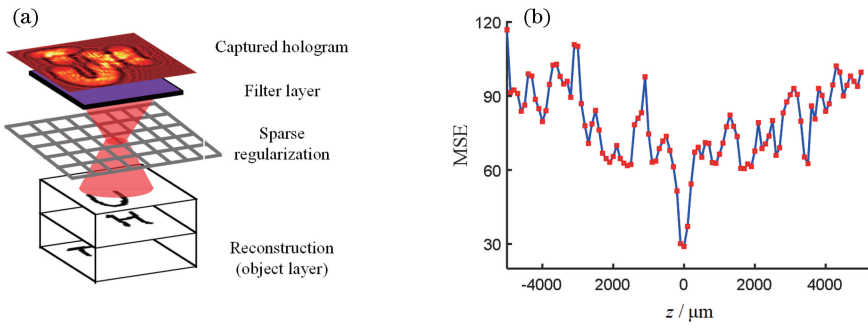 (a)
Captured hologram
Filter layer
Sparse
regularization
Reconstruction
(object layer)
U
H
T
(b)
MSE
120
90
60
30
-4000
2000
0
2000
4000
z / μm